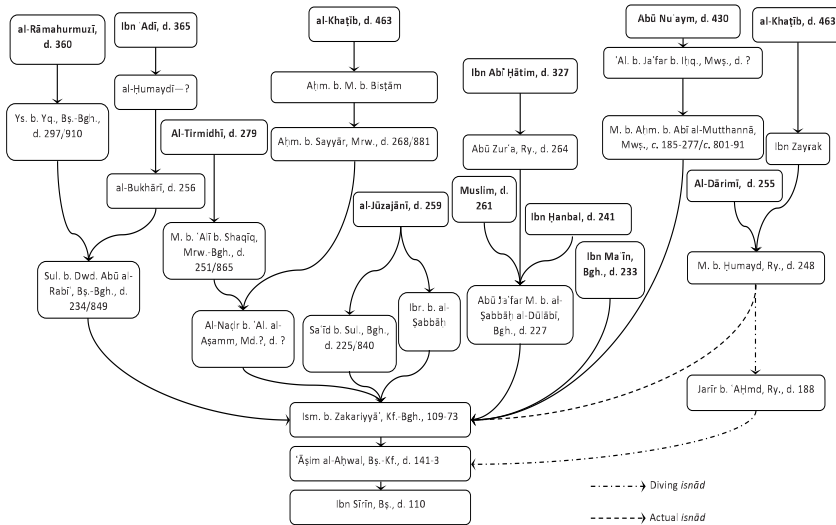 al-Rāmahurmuzī,
d. 360
Ibn ʿAdī, d. 365
al-Khaṭīb, d. 463
Abū Nuʿaym, d. 430
al-Khaṭīb, d. 463
al-Ḥumaydī—?
Aḥm. b. M. b. Bisṭām
Ibn Abī Ḥātim, d. 327
ʿAl. b. Jaʿfar b. Iḥq., Mwṣ., d. ?
Ys. b. Yq., Bṣ.-Bgh.,
d. 297/910
Al-Tirmidhī, d. 279
Aḥm. b. Sayyār, Mrw., d. 268/881
Abū Zurʿa, Ry., d. 264
M. b. Aḥm. b. Abī al-Mutthannā,
Mwṣ., c. 185-277/c. 801-91
Ibn Zayrak
al-Bukhārī, d. 256
al-Jūzajānī, d. 259
Muslim, d.
261
Ibn Ḥanbal, d. 241
Al-Dārimī, d. 255
M. b. ʿAlī b. Shaqīq,
Mrw.-Bgh., d.
251/865
Ibn Maʿīn,
Bgh., d. 233
Sul. b. Dwd. Abū al-
Rabīʿ, Bṣ.-Bgh., d.
234/849
M. b. Ḥumayd, Ry., d. 248
Al-Naḍr b. ʿAl. al-
Aṣamm, Md.?, d. ?
Saʿīd b. Sul., Bgh.,
d. 225/840
Ibr. b. al-
Ṣabbāḥ
Abū Jaʿfar M. b. al-
Ṣabbāḥ al-Dūlābī,
Bgh., d. 227
Jarīr b. ʿAḤmd, Ry., d. 188
Ism. b. Zakariyyāʾ, Kf.-Bgh., 109-73
ʿĀṣim al-Aḥwal, Bṣ.-Kf., d. 141-3
Ibn Sīrīn, Bṣ., d. 110
Diving isnād
Actual isnād